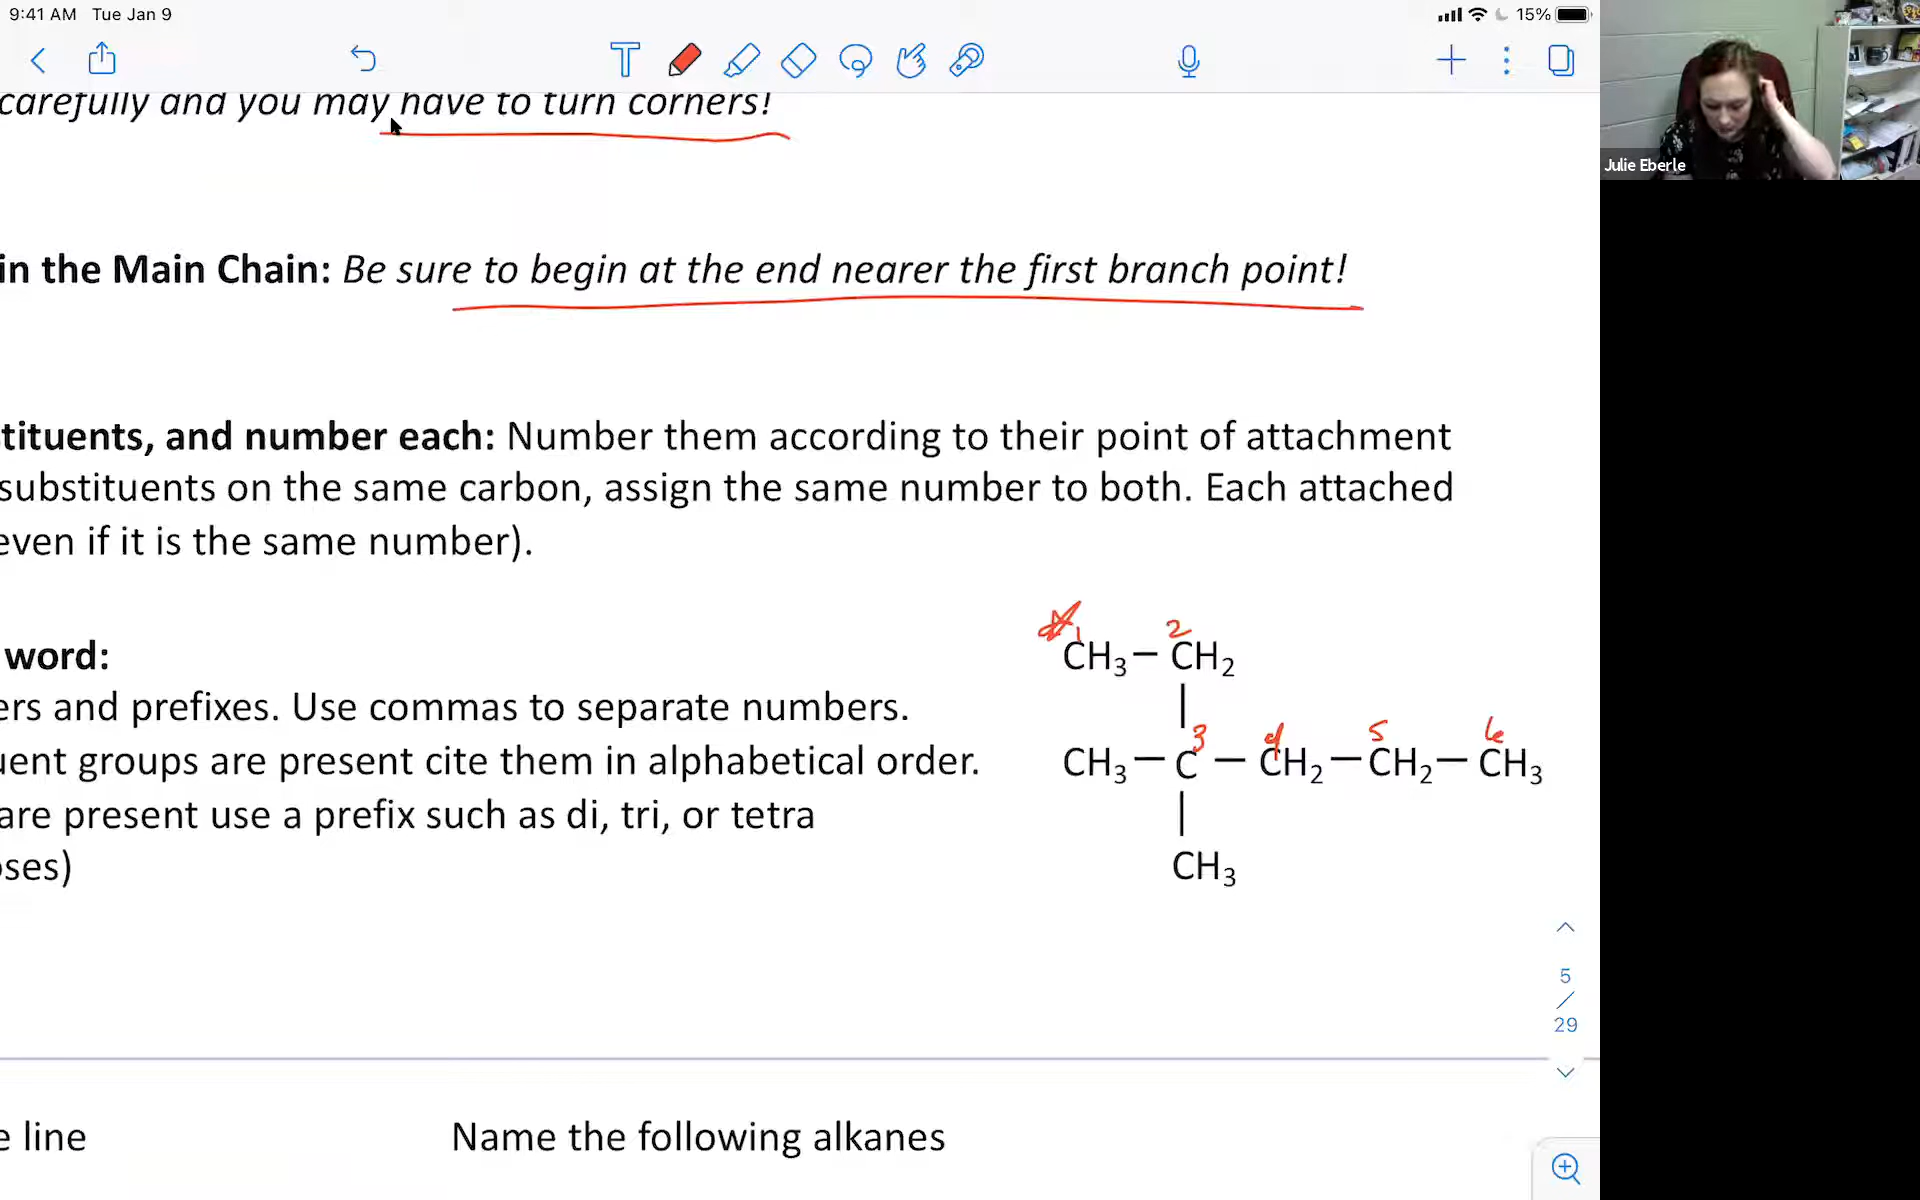 9:41 AM Tue Jan 9
15%
carefully and you may have to turn corners!
Julie Eberle
in the Main Chain: Be sure to begin at the end nearer the first branch point!
stituents, and number each: Number them according to their point of attachment
substituents on the same carbon, assign the same number to both. Each attached
even if it is the same number).
1 2
word:
CH₃ — CH₂
ers and prefixes. Use commas to separate numbers.
|
3 4 5 6
uent groups are present cite them in alphabetical order.
CH₃ — C — CH₂ — CH₂ — CH₃
are present use a prefix such as di, tri, or tetra
|
oses)
CH₃
5
/
29
e line
Name the following alkanes